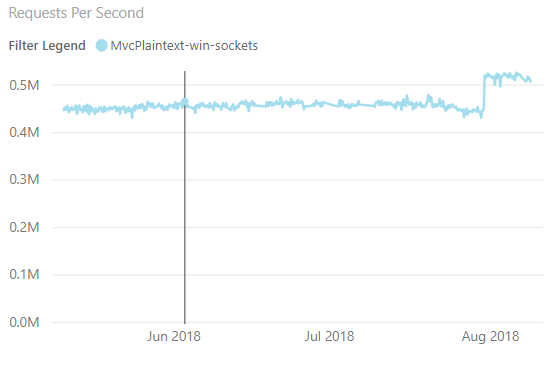 Requests Per Second
Filter Legend MvcPlaintext-win-sockets
0.5M
0.4M
0.3M
0.2M
0.1M
0.0M
Jun 2018 Jul 2018 Aug 2018